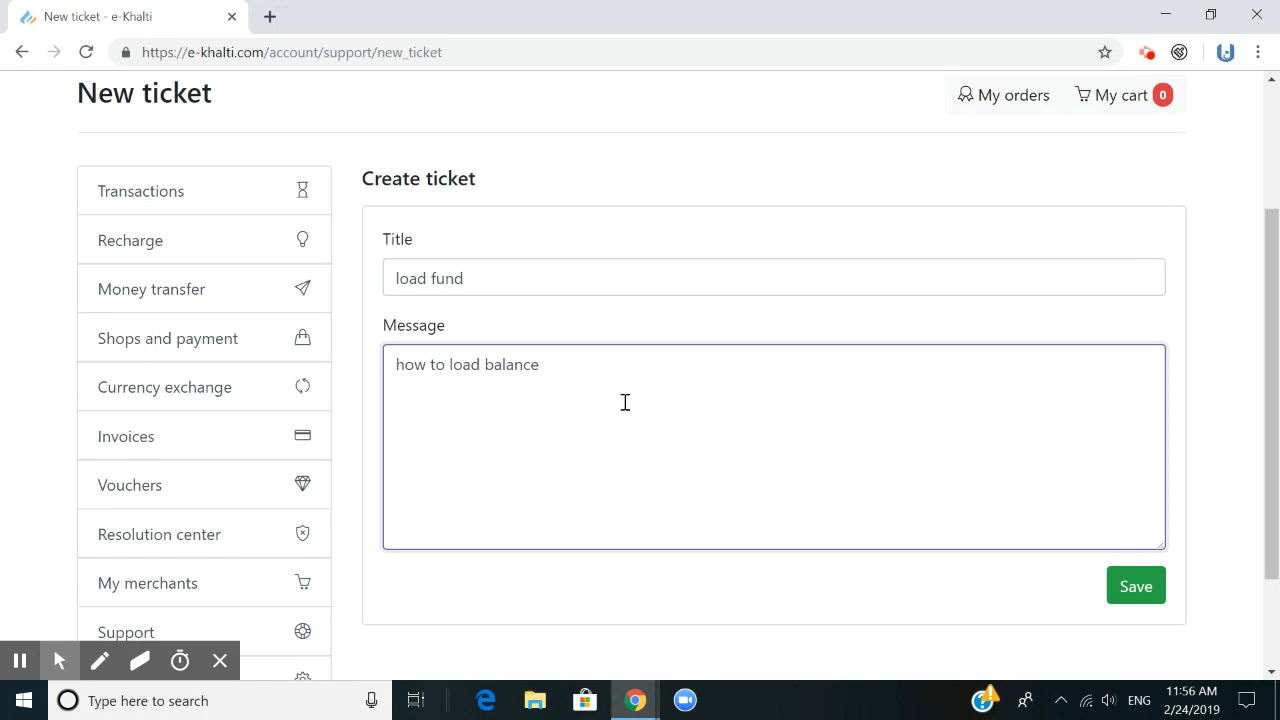 New ticket - e-Khalti
https://e-khalti.com/account/support/new_ticket
New ticket
My orders
My cart 0
Transactions
Recharge
Money transfer
Shops and payment
Currency exchange
Invoices
Vouchers
Resolution center
My merchants
Support
Create ticket
Title
load fund
Message
how to load balance
Save
Type here to search
ENG
11:56 AM
2/24/2019